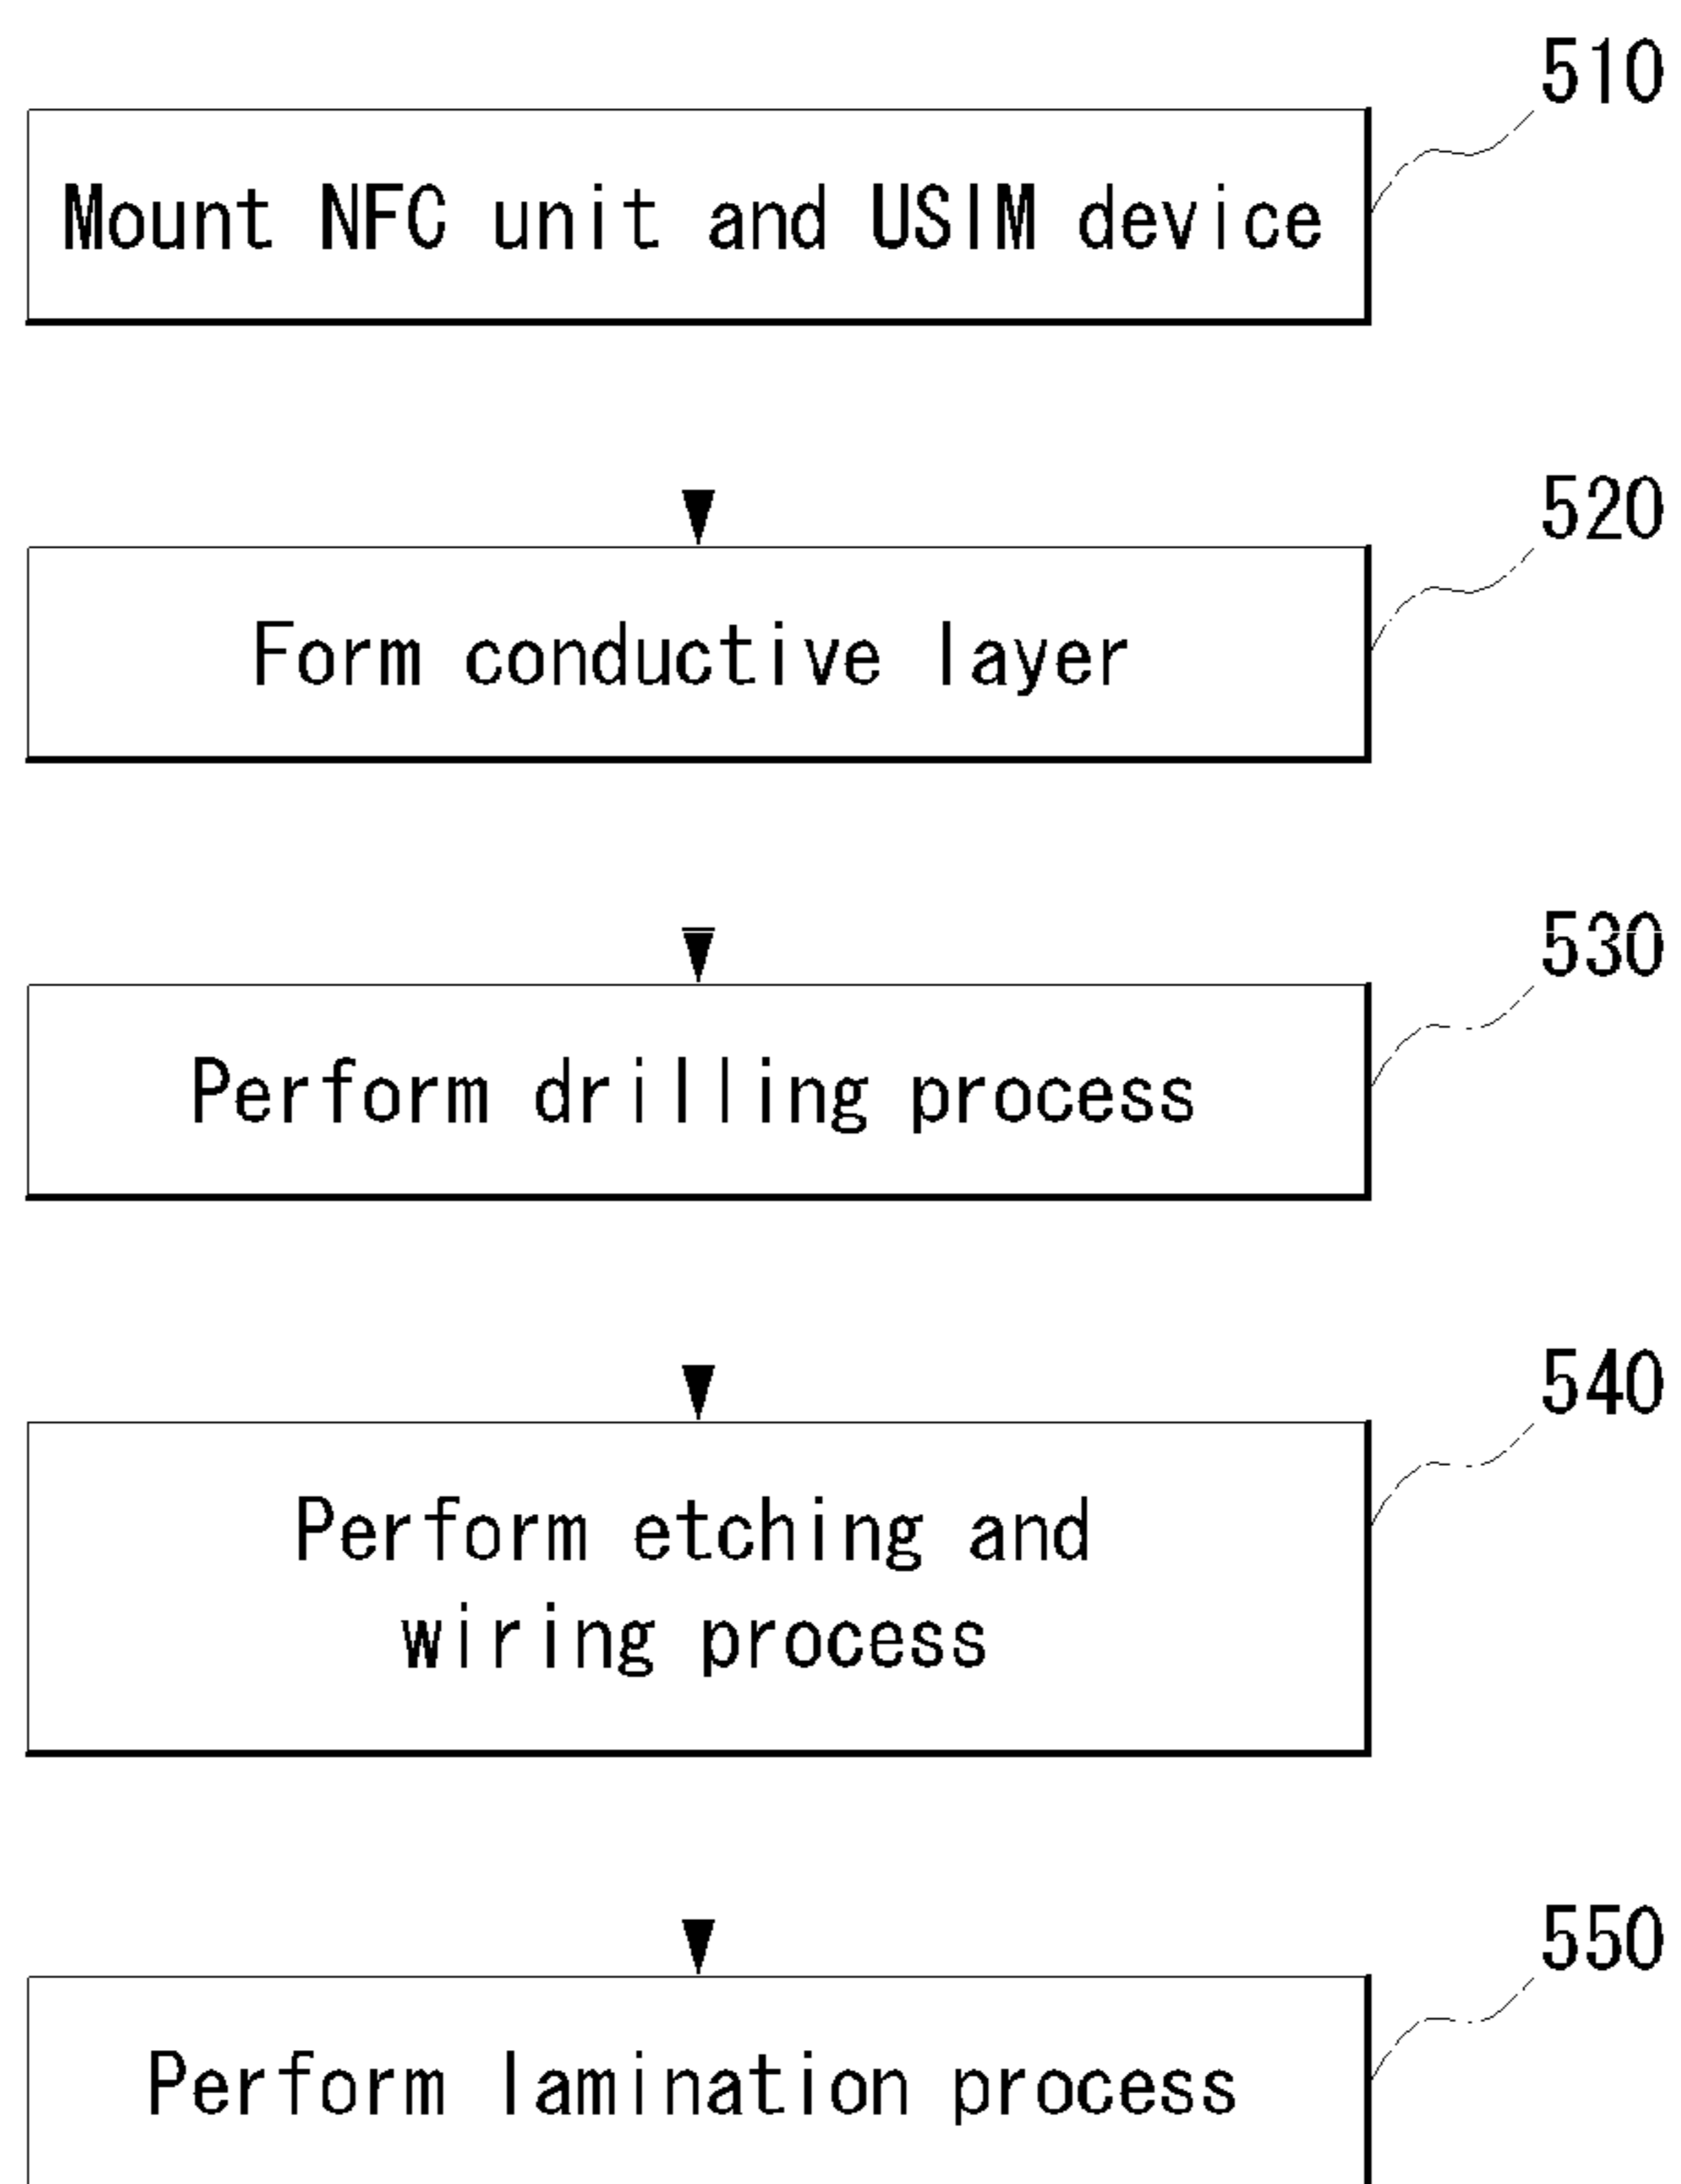 510
Mount NFC unit and USIM device
520
Form conductive layer
530
Perform drilling process
540
Perform etching and
wiring process
550
Perform lamination process